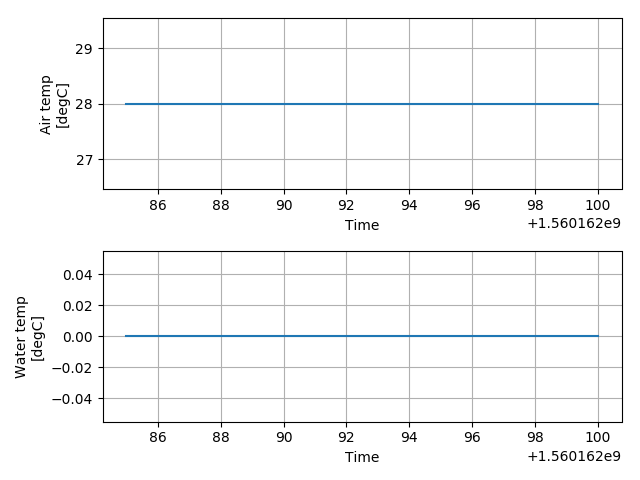 29
28
27
Air temp
[degC]
86 88 90 92 94 96 98 100
Time
+1.560162e9
0.04
0.02
0.00
−0.02
−0.04
Water temp
[degC]
86 88 90 92 94 96 98 100
Time
+1.560162e9